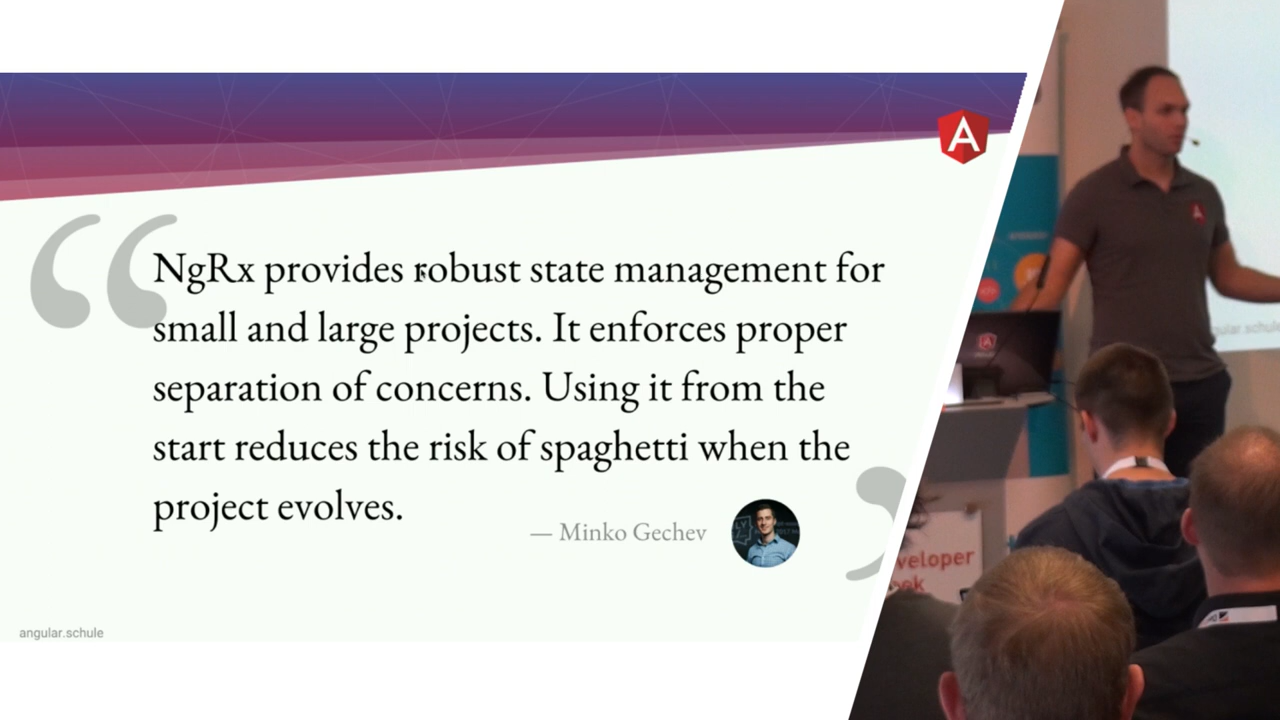 NgRx provides robust state management for
small and large projects. It enforces proper
separation of concerns. Using it from the
start reduces the risk of spaghetti when the
project evolves.
— Minko Gechev
angular.schule
veloper